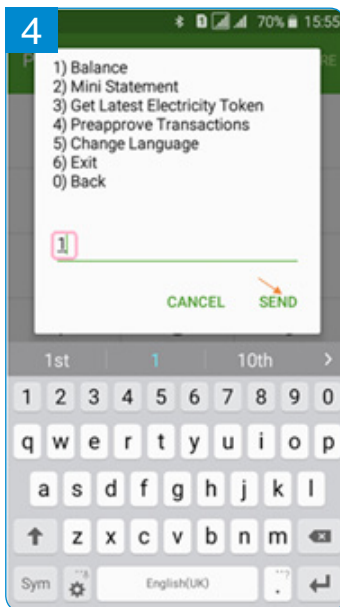 4
70% 15:55
P RE
1) Balance
2) Mini Statement
3) Get Latest Electricity Token
4) Preapprove Transactions
5) Change Language
6) Exit
0) Back
1
CANCEL SEND
1st 1 10th >
1 2 3 4 5 6 7 8 9 0
q w e r t y u i o p
a s d f g h j k l
z x c v b n m
Sym English(UK) .